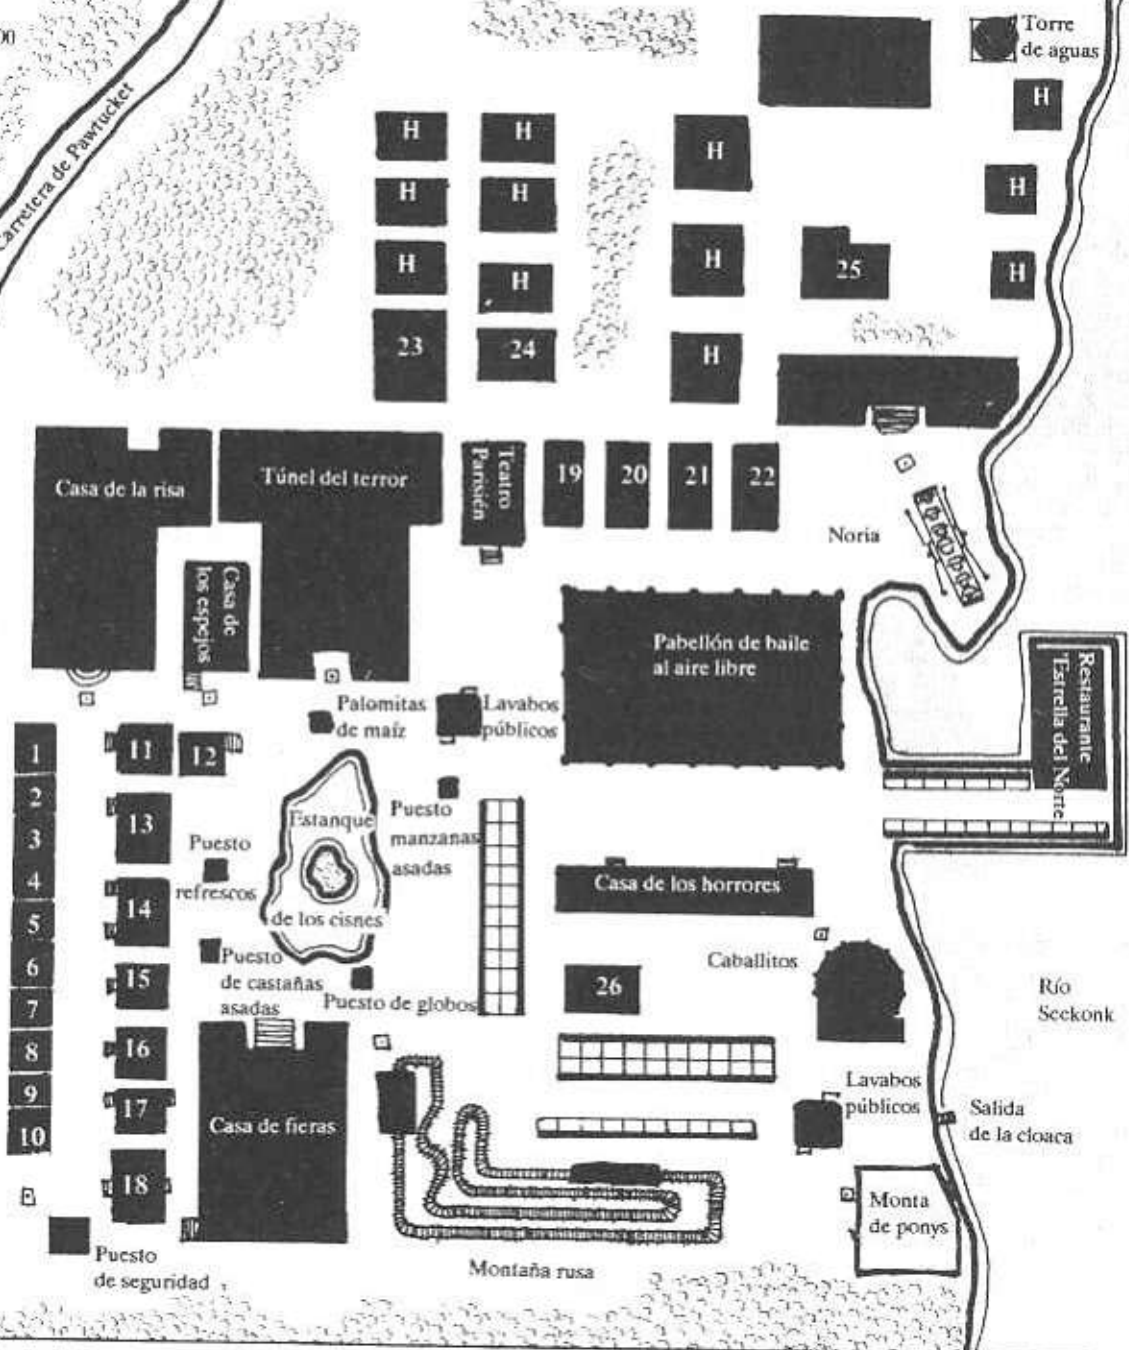 00
Carretera de Pawtucket
Torre
de aguas
H
H
H
H
H
H
H
H
H
H
H
H
25
23
24
H
Casa de la risa
Túnel del terror
Teatro
Parisién
19
20
21
22
Noria
Casa de
los espejos
Pabellón de baile
al aire libre
Restaurante
'Estrella del Norte
Palomitas
de maíz
Lavabos
públicos
1
2
3
4
5
6
7
8
9
10
11
12
13
14
15
16
17
18
Puesto
refrescos
Estanque
de los cisnes
Puesto
manzanas
asadas
Casa de los horrores
Puesto
de castañas
asadas
Puesto de globos
26
Caballitos
Río
Seekonk
Casa de fieras
Lavabos
públicos
Salida
de la cloaca
Monta
de ponys
Puesto
de seguridad
Montaña rusa